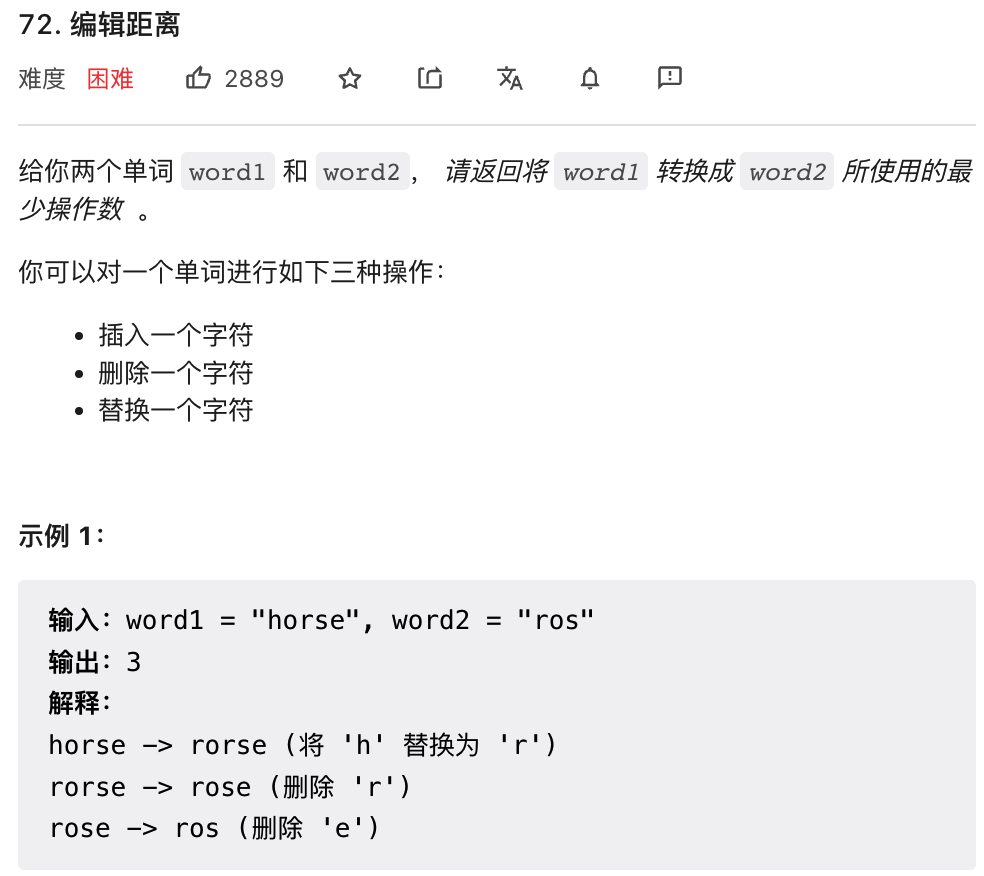 72. 编辑距离
难度 困难 2889
给你两个单词 word1 和 word2， 请返回将 word1 转换成 word2 所使用的最
少操作数 。
你可以对一个单词进行如下三种操作：
• 插入一个字符
• 删除一个字符
• 替换一个字符
示例 1：
输入：word1 = "horse", word2 = "ros"
输出：3
解释：
horse -> rorse (将 'h' 替换为 'r')
rorse -> rose (删除 'r')
rose -> ros (删除 'e')